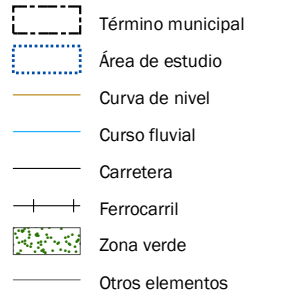 Término municipal
Área de estudio
Curva de nivel
Curso fluvial
Carretera
Ferrocarril
Zona verde
Otros elementos